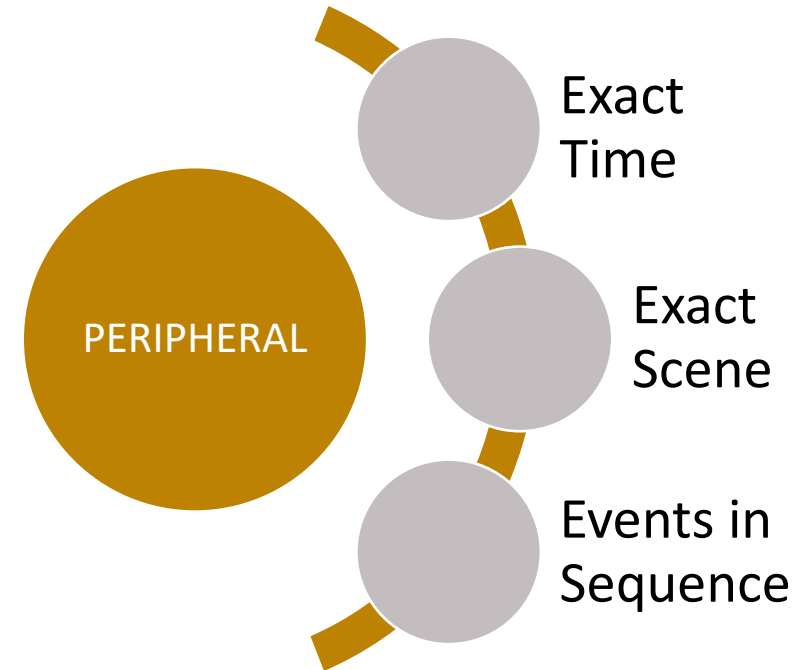 Exact
Time
PERIPHERAL
Exact
Scene
Events in
Sequence